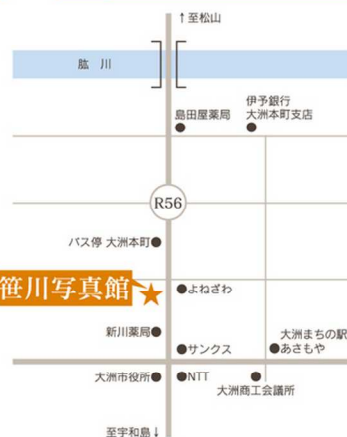 ↑至松山
肱 川
島田屋薬局
伊予銀行
大洲本町支店
R56
バス停 大洲本町
笹川写真館
よねざわ
新川薬局
サンクス
大洲まちの駅
あさもや
大洲市役所
NTT
大洲商工会議所
至宇和島↓